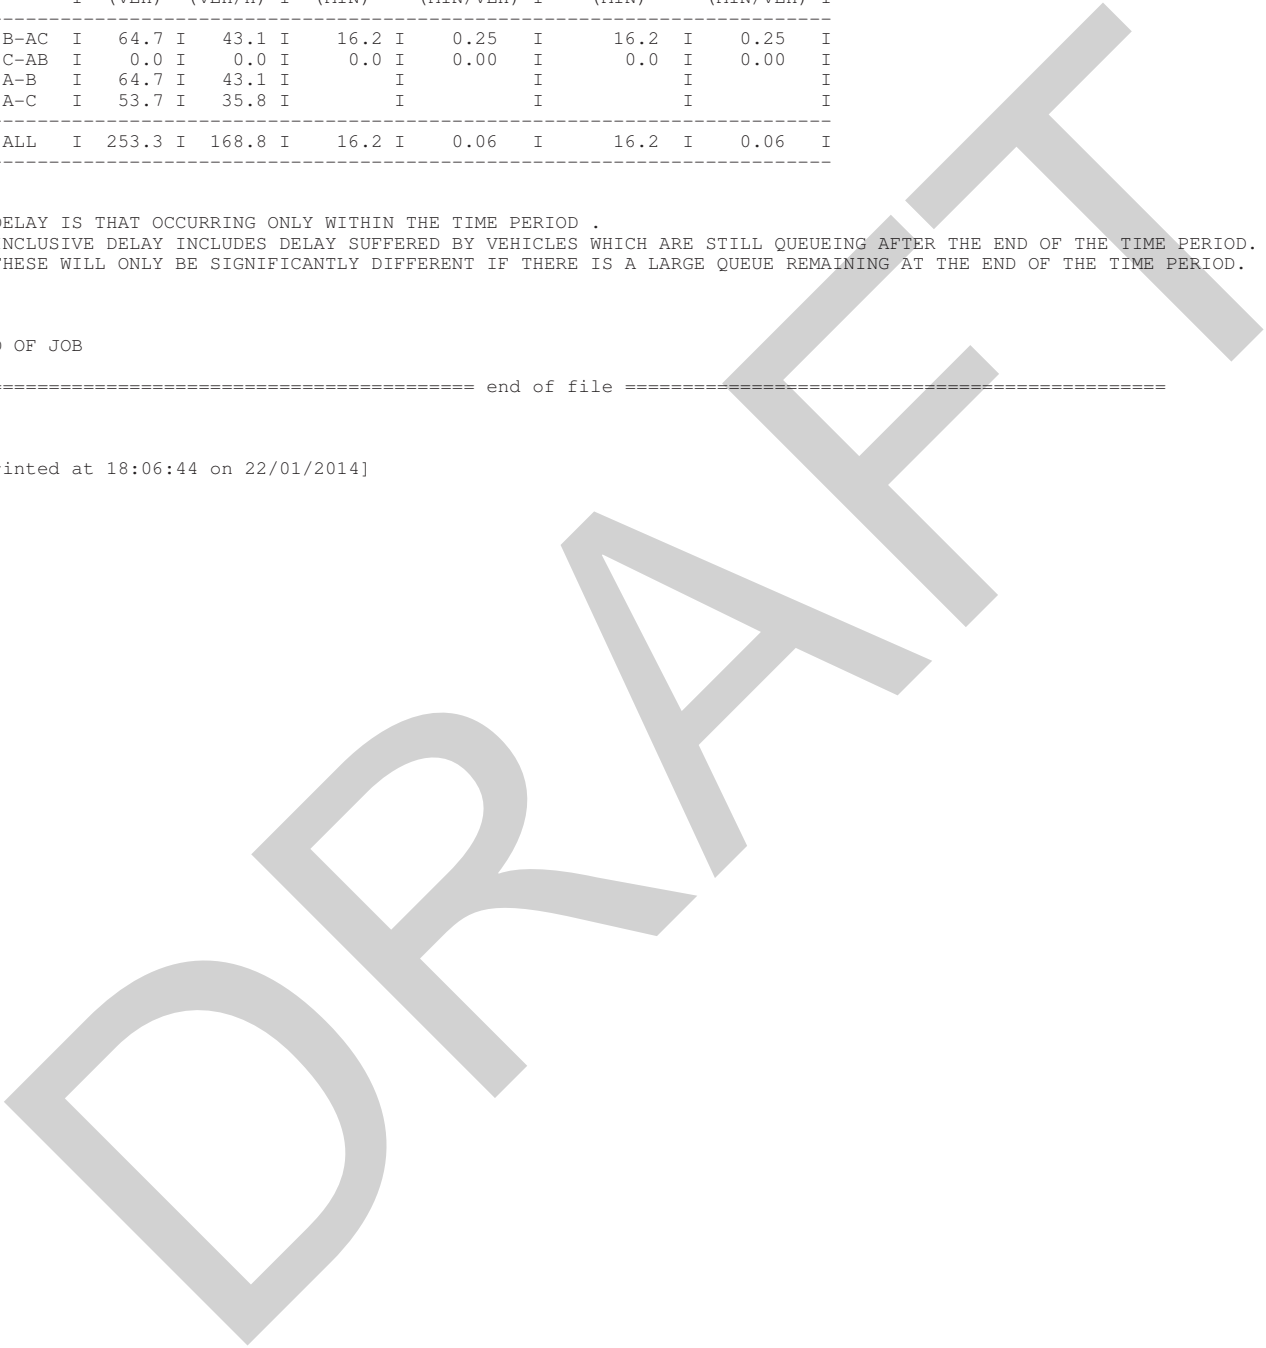 I (VEH) (VEH/H) I (MIN) (MIN/VEH) I (MIN) (MIN/VEH) I
--------------------------------------------------------------------------
B-AC I 64.7 I 43.1 I 16.2 I 0.25 I 16.2 I 0.25 I
C-AB I 0.0 I 0.0 I 0.0 I 0.00 I 0.0 I 0.00 I
A-B I 64.7 I 43.1 I I I I I
A-C I 53.7 I 35.8 I I I I I
--------------------------------------------------------------------------
ALL I 253.3 I 168.8 I 16.2 I 0.06 I 16.2 I 0.06 I
--------------------------------------------------------------------------
DELAY IS THAT OCCURRING ONLY WITHIN THE TIME PERIOD .
NCLUSIVE DELAY INCLUDES DELAY SUFFERED BY VEHICLES WHICH ARE STILL QUEUEING AFTER THE END OF THE TIME PERIOD.
HESE WILL ONLY BE SIGNIFICANTLY DIFFERENT IF THERE IS A LARGE QUEUE REMAINING AT THE END OF THE TIME PERIOD.
OF JOB
========================================== end of file ===============================================
inted at 18:06:44 on 22/01/2014]
DRAFT